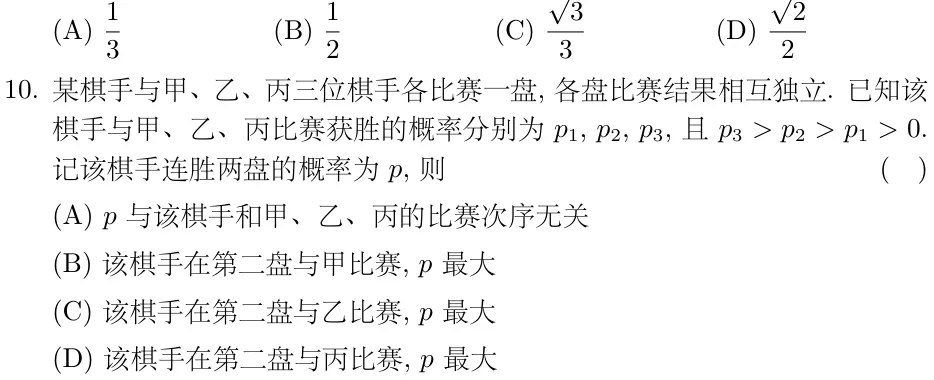 (A) 1/3 (B) 1/2 (C) √3/3 (D) √2/2
10. 某棋手与甲、乙、丙三位棋手各比赛一盘, 各盘比赛结果相互独立. 已知该
棋手与甲、乙、丙比赛获胜的概率分别为 p₁, p₂, p₃, 且 p₃ > p₂ > p₁ > 0.
记该棋手连胜两盘的概率为 p, 则 ( )
(A) p 与该棋手和甲、乙、丙的比赛次序无关
(B) 该棋手在第二盘与甲比赛, p 最大
(C) 该棋手在第二盘与乙比赛, p 最大
(D) 该棋手在第二盘与丙比赛, p 最大